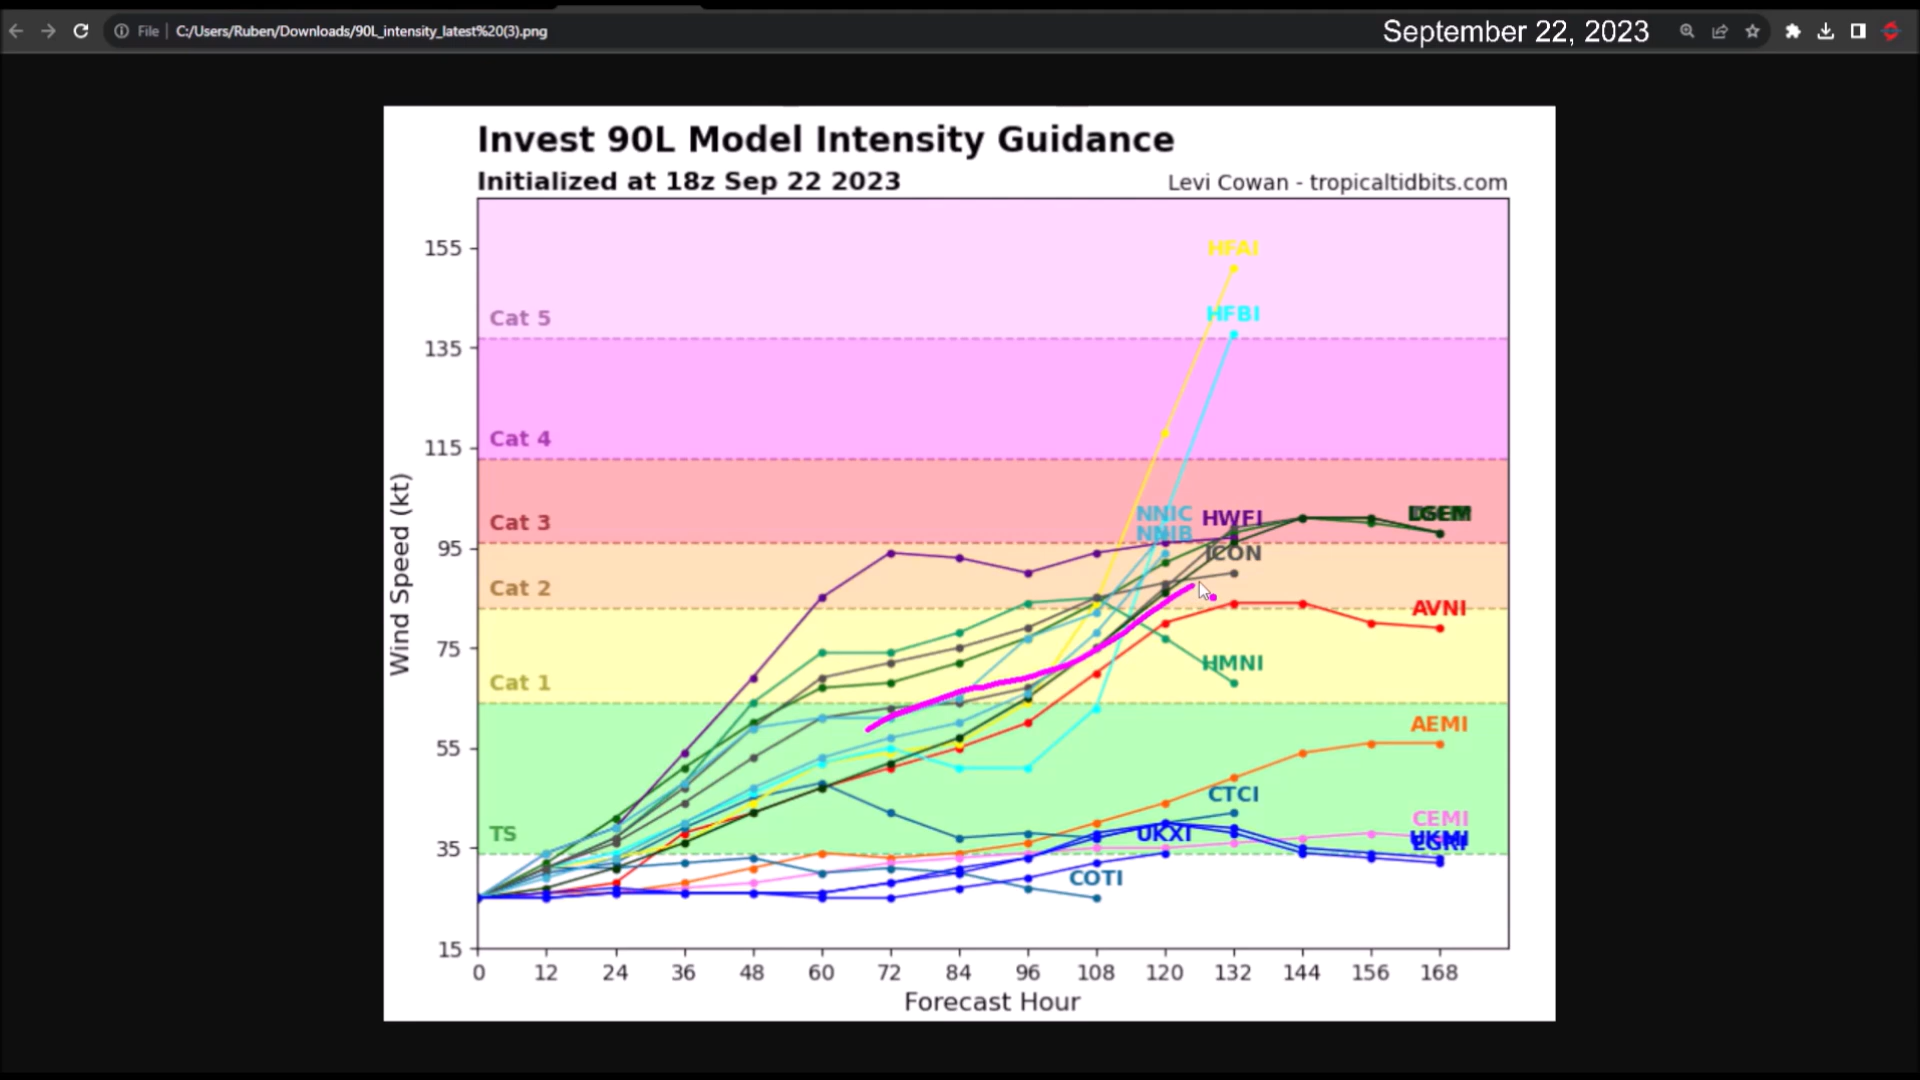 File C:/Users/Ruben/Downloads/90L_intensity_latest%20(3).png
September 22, 2023
Invest 90L Model Intensity Guidance
Initialized at 18z Sep 22 2023
Levi Cowan - tropicaltidbits.com
155
HFAI
Cat 5
HFBI
135
Cat 4
115
Cat 3
NNIC
HWFI
NNIB
95
ICON
Cat 2
AVNI
75
HMNI
Cat 1
AEMI
55
CTCI
CEMI
TS
UKXI
35
COTI
15
Wind Speed (kt)
0 12 24 36 48 60 72 84 96 108 120 132 144 156 168
Forecast Hour